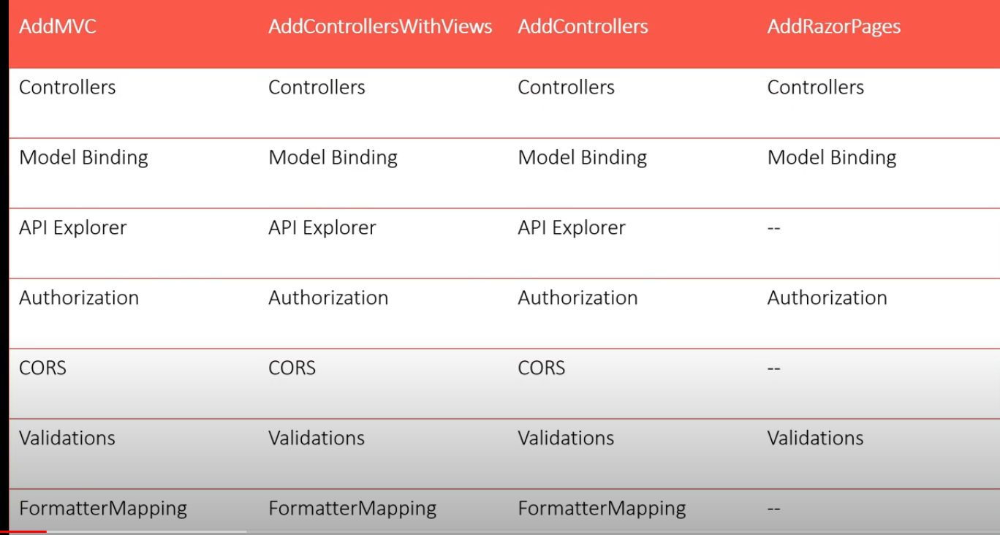 AddMVC AddControllersWithViews AddControllers AddRazorPages
Controllers Controllers Controllers Controllers
Model Binding Model Binding Model Binding Model Binding
API Explorer API Explorer API Explorer --
Authorization Authorization Authorization Authorization
CORS CORS CORS --
Validations Validations Validations Validations
FormatterMapping FormatterMapping FormatterMapping --